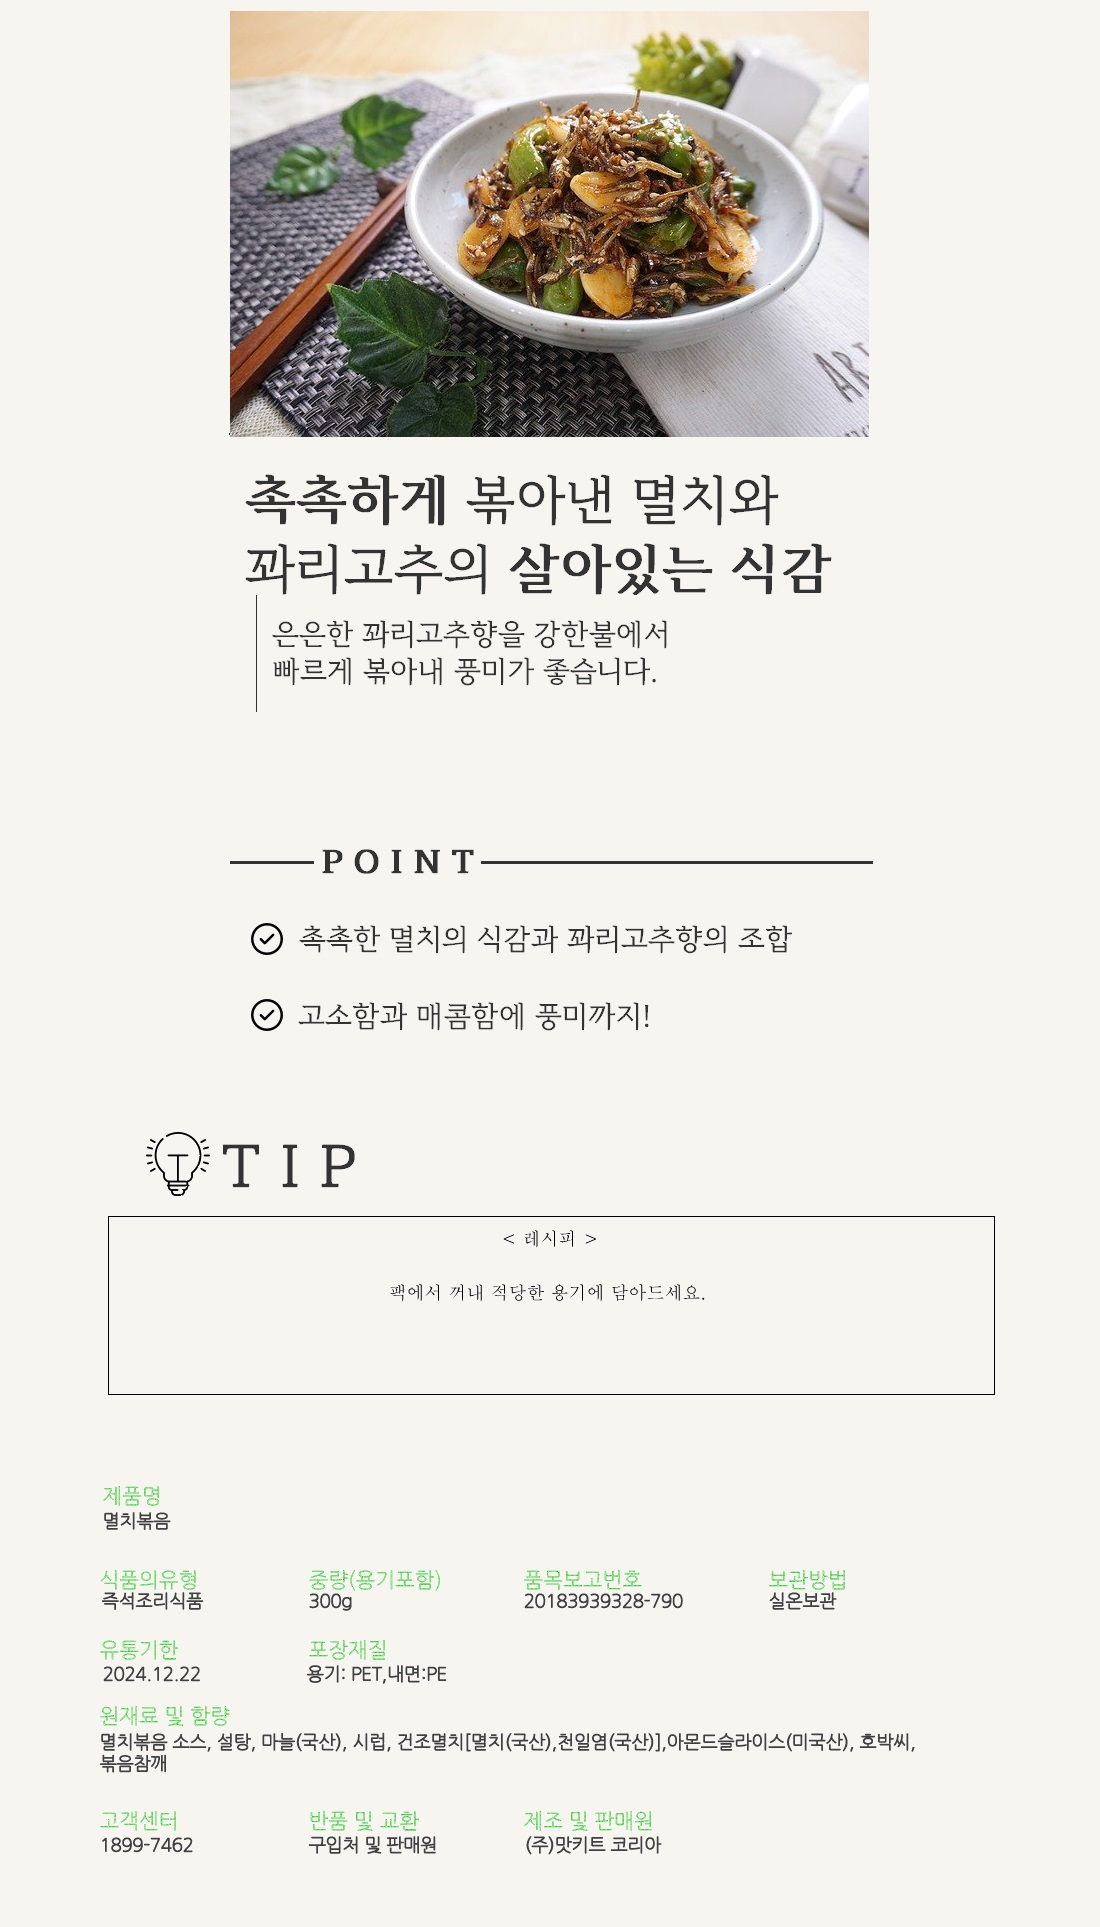 ART
촉촉하게 볶아낸 멸치와
꽈리고추의 살아있는 식감
은은한 꽈리고추향을 강한불에서
빠르게 볶아내 풍미가 좋습니다.
POINT
촉촉한 멸치의 식감과 꽈리고추향의 조합
고소함과 매콤함에 풍미까지!
TIP
< 레시피 >
팩에서 꺼내 적당한 용기에 담아드세요.
제품명
멸치볶음
식품의유형 중량(용기포함) 품목보고번호 보관방법
즉석조리식품 300g 20183939328-790 실온보관
유통기한 포장재질
2024.12.22 용기: PET,내면:PE
원재료 및 함량
멸치볶음 소스, 설탕, 마늘(국산), 시럽, 건조멸치[멸치(국산),천일염(국산)],아몬드슬라이스(미국산), 호박씨,
볶음참깨
고객센터 반품 및 교환 제조 및 판매원
1899-7462 구입처 및 판매원 (주)맛키트 코리아